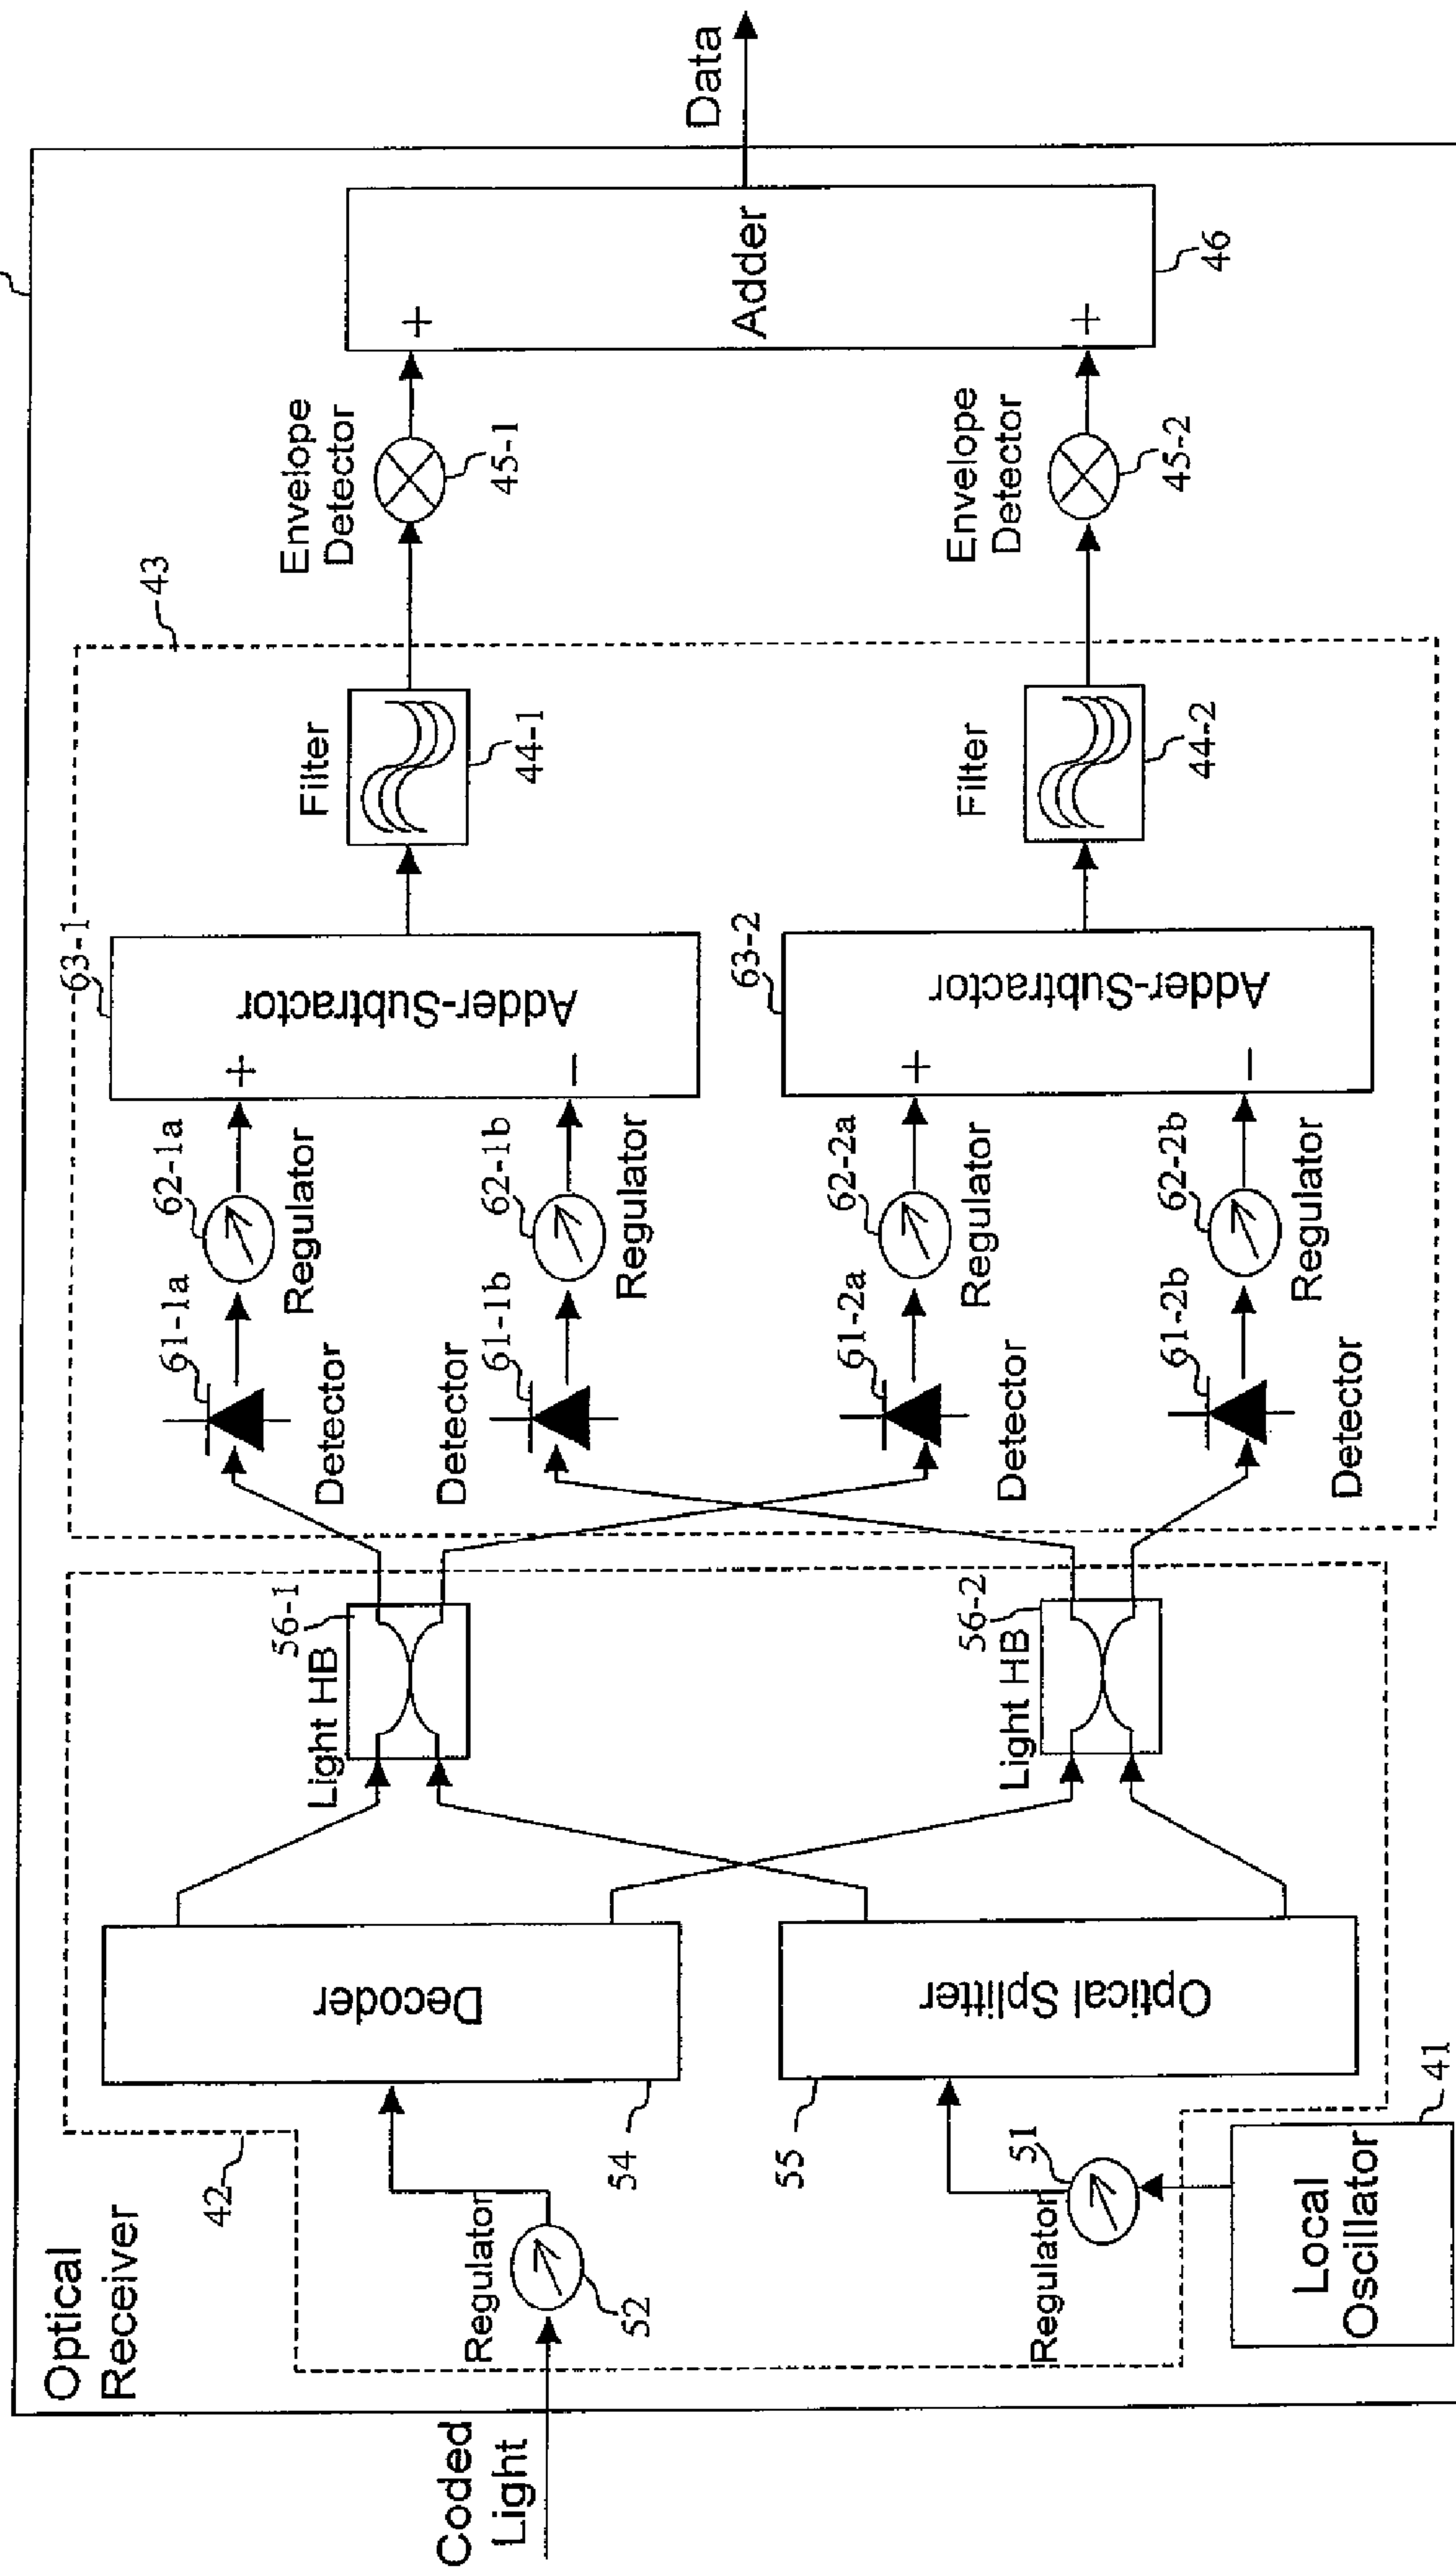 Optical
Receiver
Coded
Light
42
Regulator
52
Regulator
51
Local
Oscillator
41
Decoder
54
Optical Splitter
55
Light HB
56-1
Light HB
56-2
43
61-1a
Detector
61-1b
Detector
61-2a
Detector
61-2b
Detector
62-1a
Regulator
62-1b
Regulator
62-2a
Regulator
62-2b
Regulator
63-1
+
−
Adder-Subtractor
63-2
+
−
Adder-Subtractor
Filter
44-1
Filter
44-2
Envelope
Detector
45-1
Envelope
Detector
45-2
+
+
Adder
46
Data